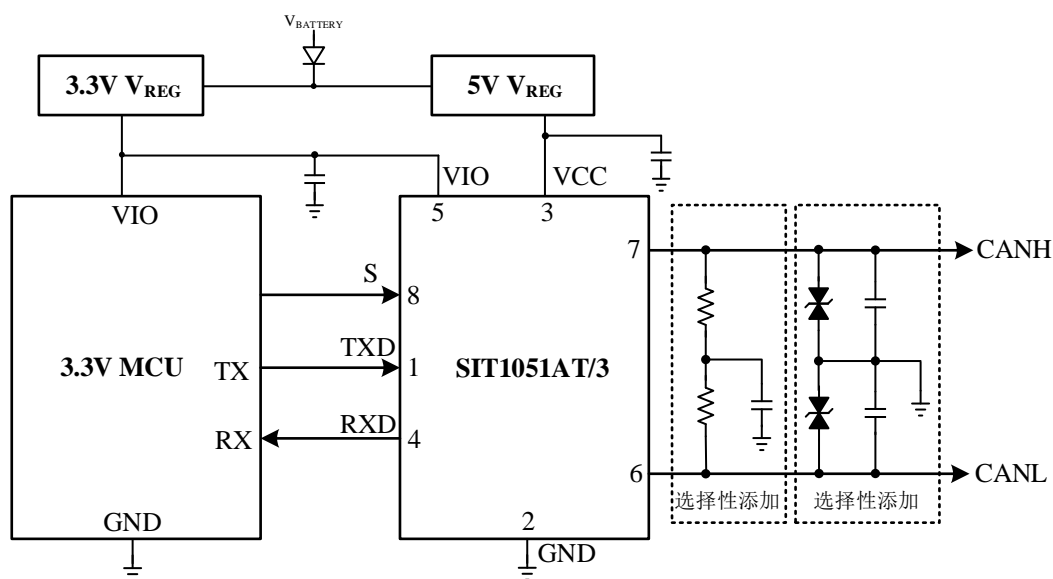 VBATTERY
3.3V VREG
5V VREG
VIO
VCC
VIO
5
3
7
CANH
S
8
TXD
3.3V MCU
TX
1
SIT1051AT/3
RXD
RX
4
6
CANL
选择性添加
选择性添加
GND
2
GND